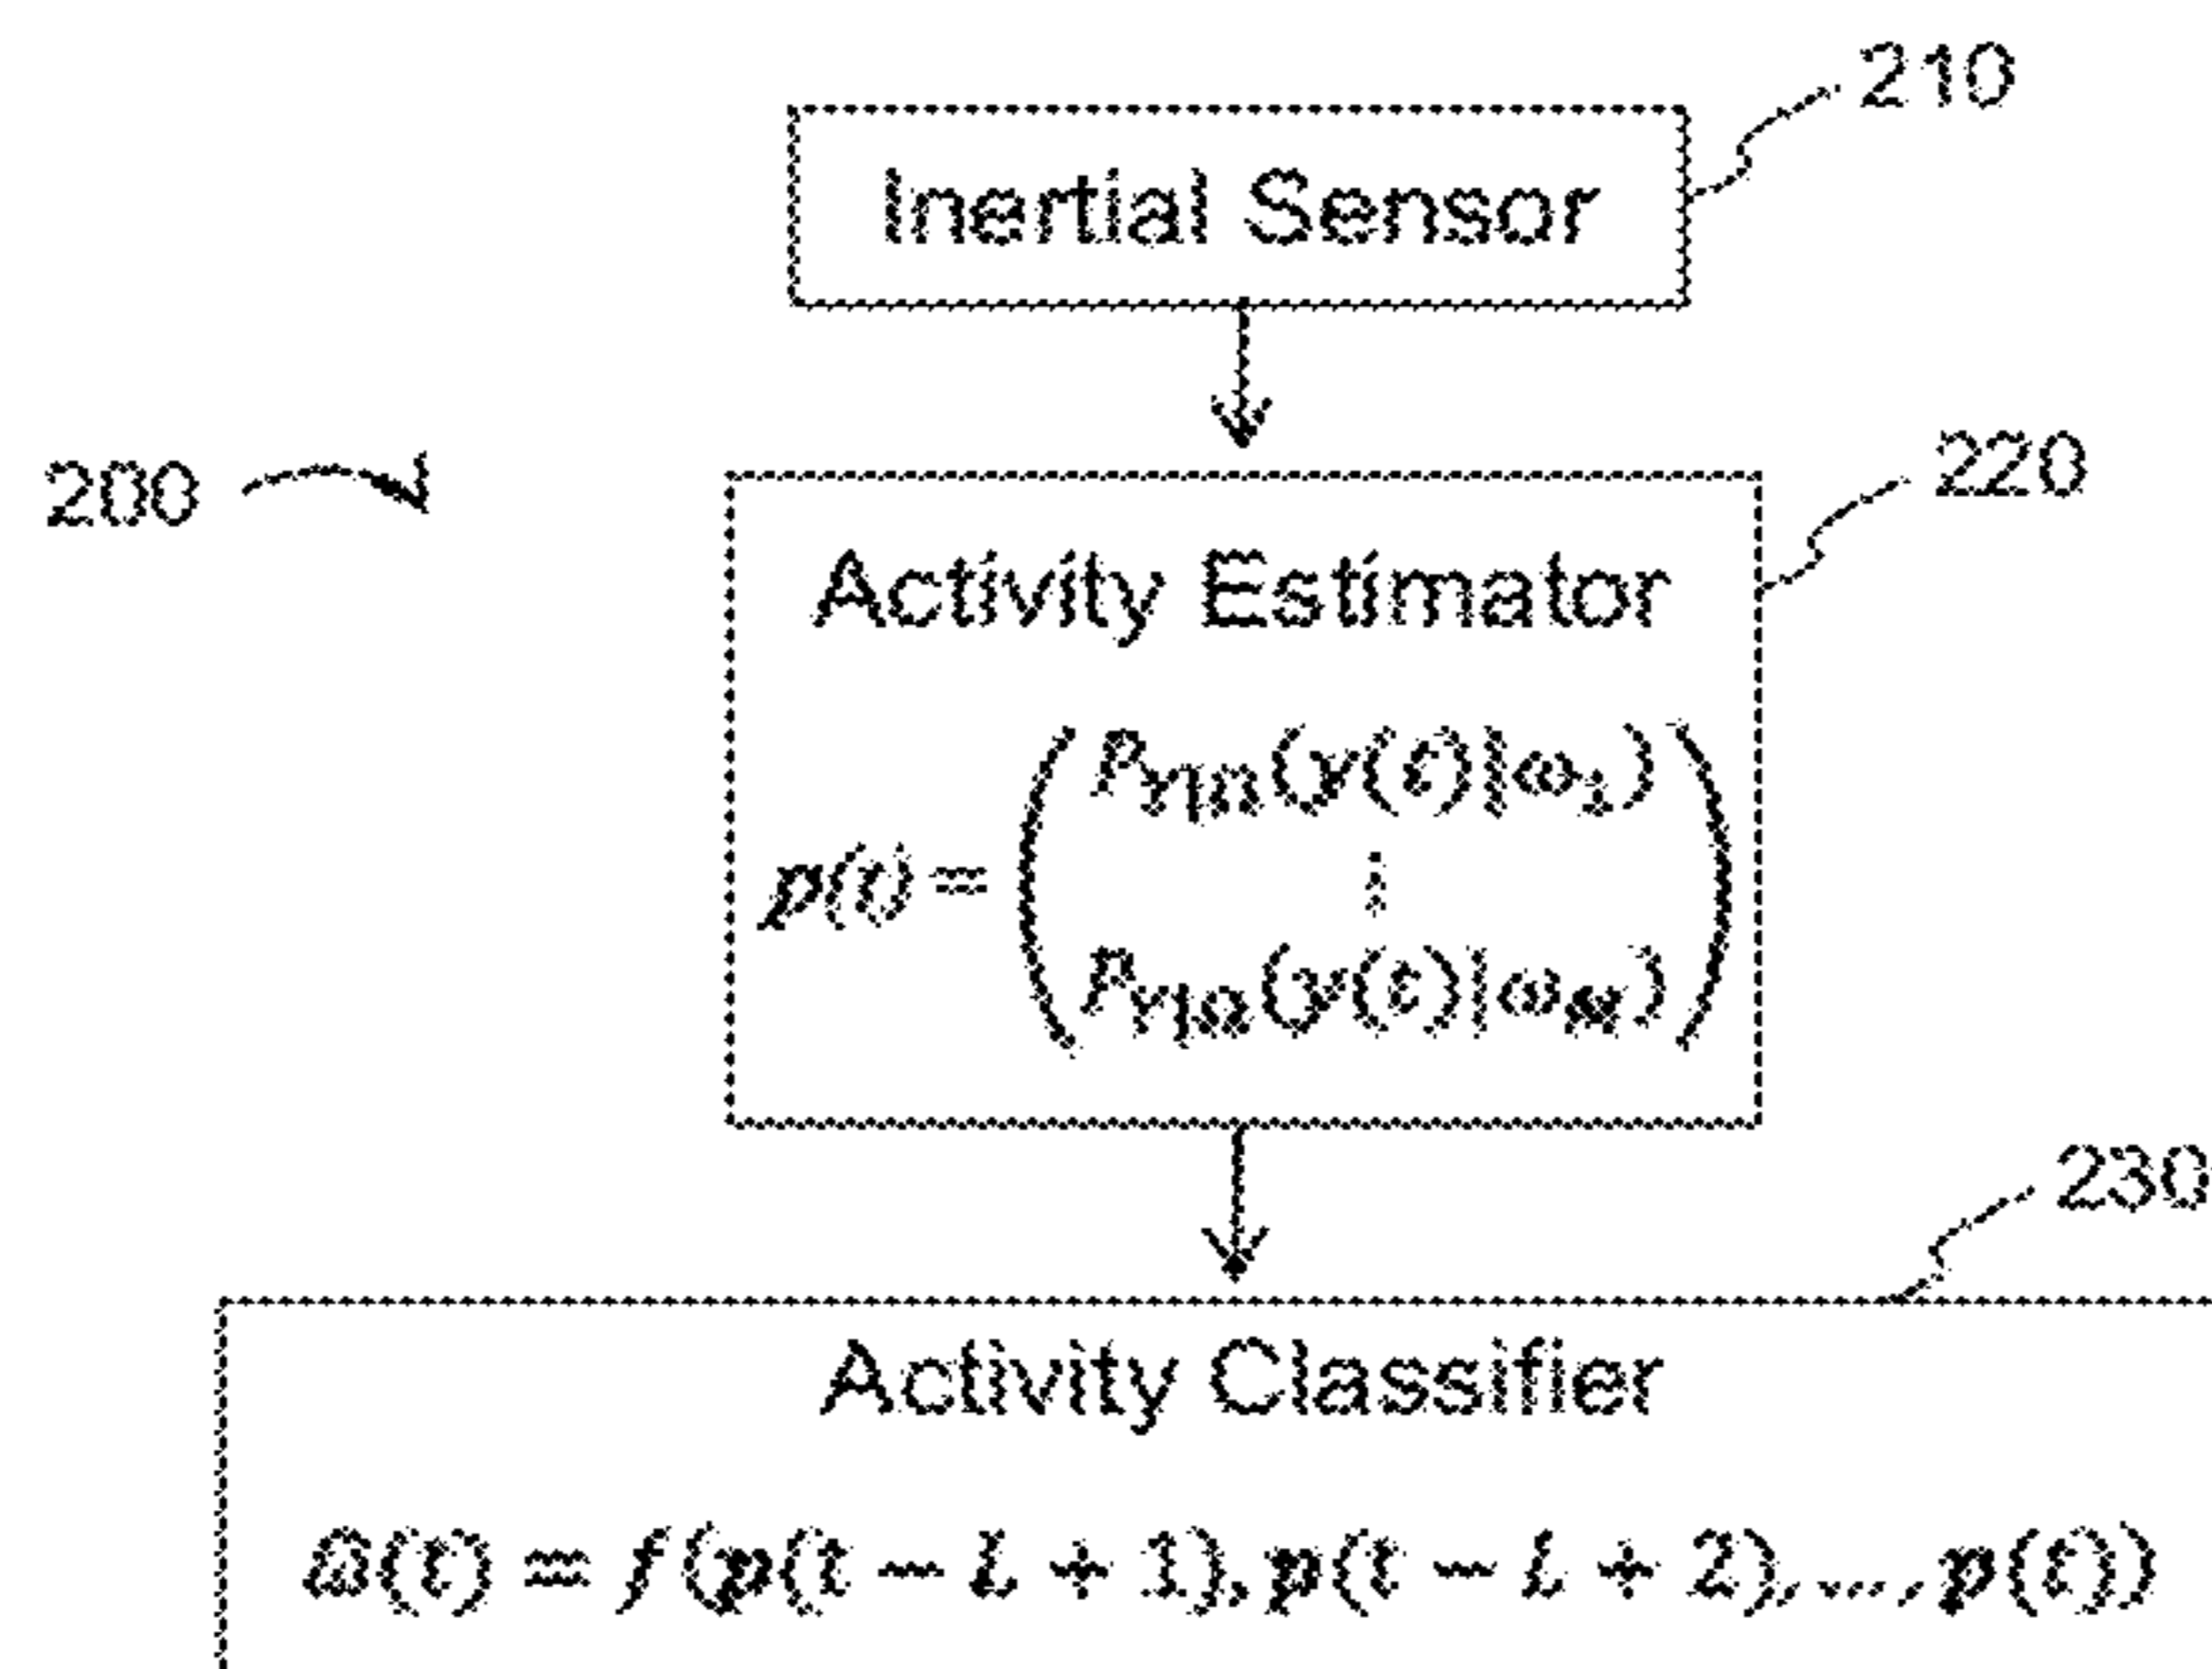 210
Inertial Sensor
200
220
Activity Estimator
P_{Y|Ω}(y(t)|ω_1)
p(t) = ⋮
P_{Y|Ω}(y(t)|ω_M)
230
Activity Classifier
ω̂(t) = f(p(t − L + 1), p(t − L + 2), ..., p(t))